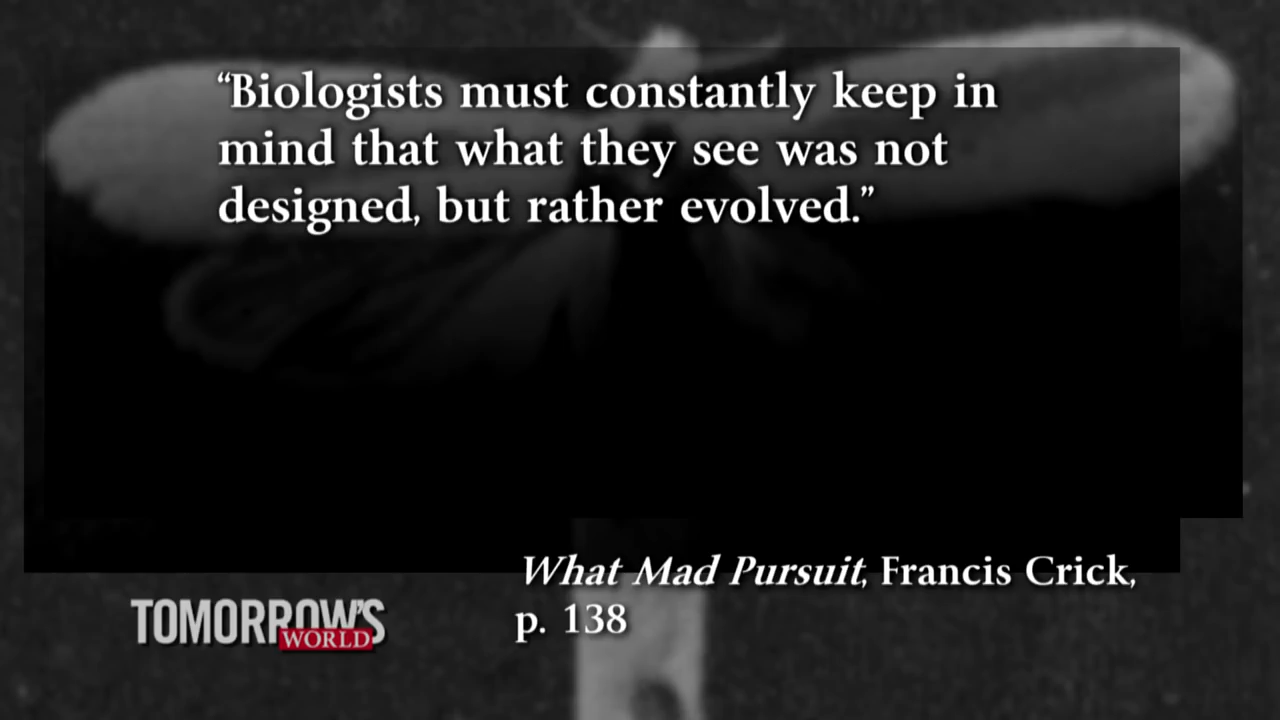 “Biologists must constantly keep in
mind that what they see was not
designed, but rather evolved.”
What Mad Pursuit, Francis Crick,
p. 138
TOMORROW'S
WORLD